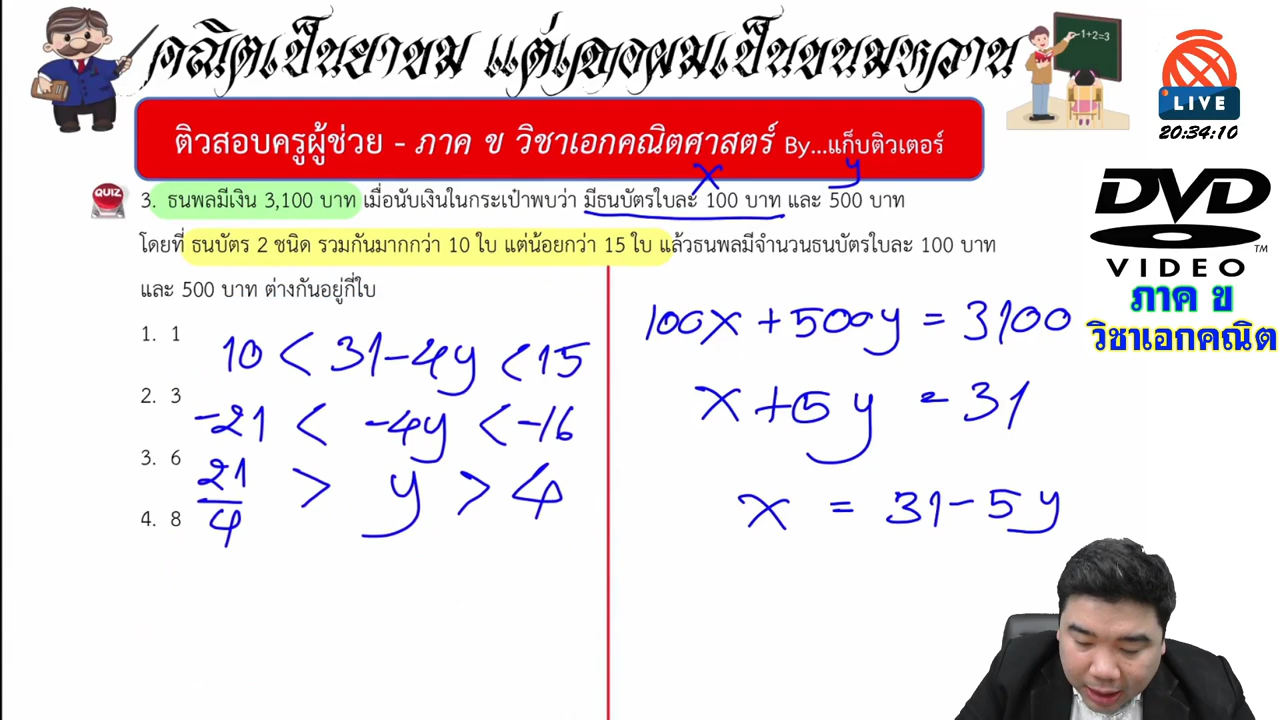 คณิตเป็นยาขม แต่เจอผมเป็นขนมหวาน
-1+2=3
LIVE
20:34:10
ติวสอบครูผู้ช่วย - ภาค ข วิชาเอกคณิตศาสตร์ By...แก็บติวเตอร์
x y
QUIZ
3. ธนพลมีเงิน 3,100 บาท เมื่อนับเงินในกระเป๋าพบว่า มีธนบัตรใบละ 100 บาท และ 500 บาท
โดยที่ ธนบัตร 2 ชนิด รวมกันมากกว่า 10 ใบ แต่น้อยกว่า 15 ใบ แล้วธนพลมีจำนวนธนบัตรใบละ 100 บาท
และ 500 บาท ต่างกันอยู่กี่ใบ
1. 1
2. 3
3. 6
4. 8
10 < 31-4y < 15
-21 < -4y < -16
21/4 > y > 4
100x + 500y = 3100
x + 5y = 31
x = 31 - 5y
DVD
TM
VIDEO
ภาค ข
วิชาเอกคณิต